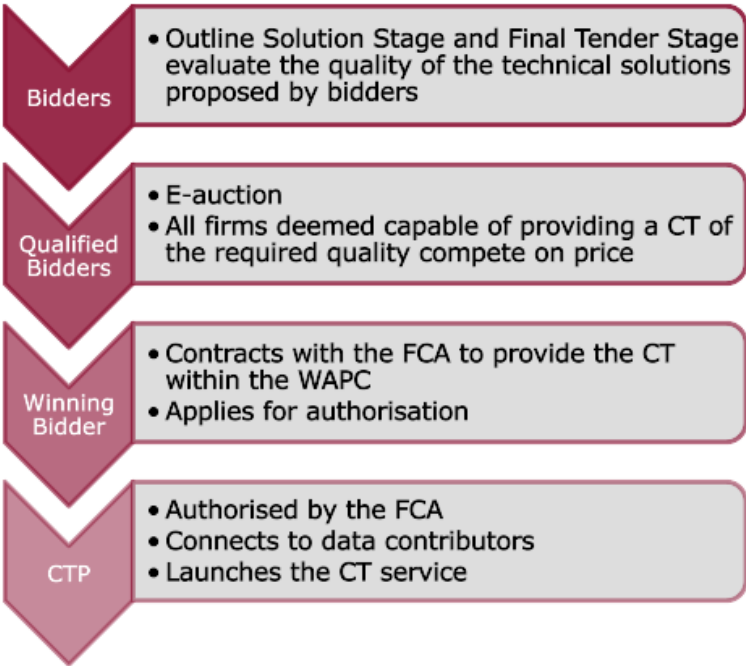 Bidders
• Outline Solution Stage and Final Tender Stage
evaluate the quality of the technical solutions
proposed by bidders
Qualified
Bidders
• E-auction
• All firms deemed capable of providing a CT of
the required quality compete on price
Winning
Bidder
• Contracts with the FCA to provide the CT
within the WAPC
• Applies for authorisation
CTP
• Authorised by the FCA
• Connects to data contributors
• Launches the CT service